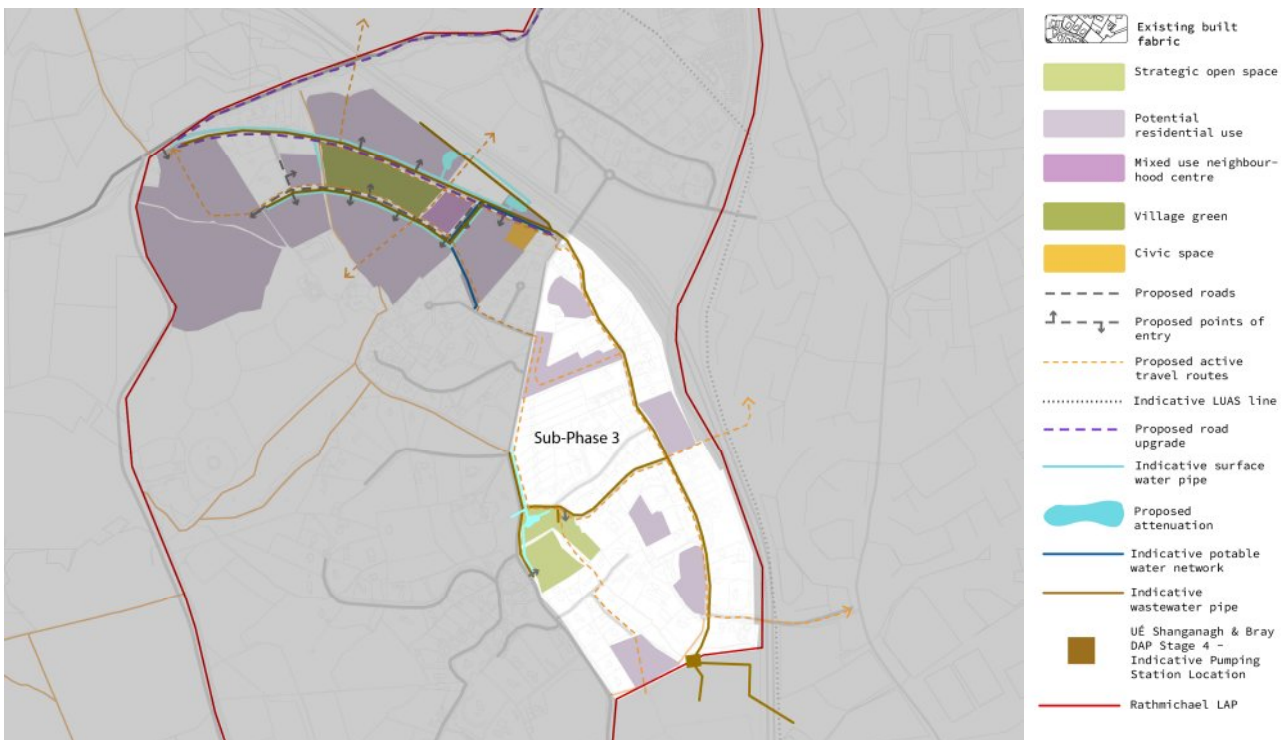 Sub-Phase 3
Existing built
fabric
Strategic open space
Potential
residential use
Mixed use neighbour-
hood centre
Village green
Civic space
Proposed roads
Proposed points of
entry
Proposed active
travel routes
Indicative LUAS line
Proposed road
upgrade
Indicative surface
water pipe
Proposed
attenuation
Indicative potable
water network
Indicative
wastewater pipe
UÉ Shanganagh & Bray
DAP Stage 4 –
Indicative Pumping
Station Location
Rathmichael LAP